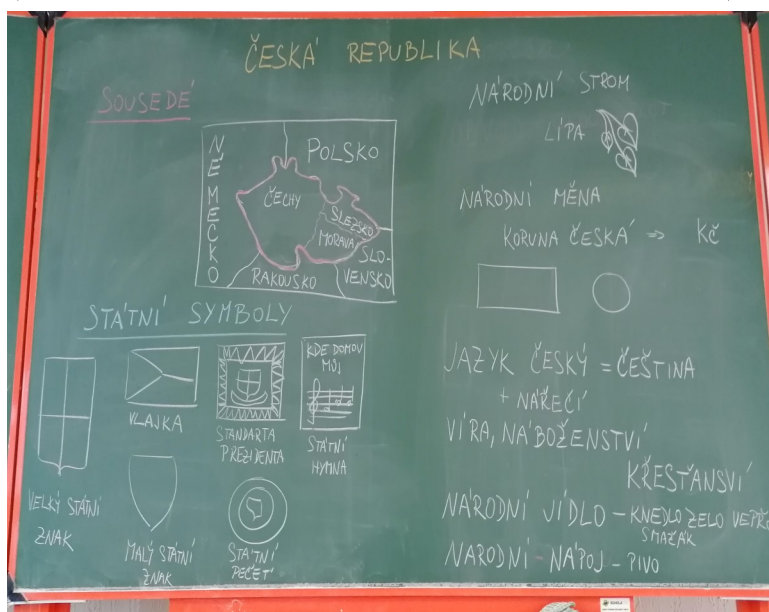 ČESKÁ REPUBLIKA
SOUSEDÉ
NĚMECKO
POLSKO
ČECHY
SLEZSKO
MORAVA
SLO-
VENSKO
RAKOUSKO
STÁTNÍ SYMBOLY
VELKÝ STÁTNÍ
ZNAK
VLAJKA
MALÝ STÁTNÍ
ZNAK
STANDARTA
PREZIDENTA
STÁTNÍ
PEČEŤ
KDE DOMOV
MŮJ
STÁTNÍ
HYMNA
NÁRODNÍ STROM
LÍPA
NÁRODNÍ MĚNA
KORUNA ČESKÁ => KČ
JAZYK ČESKÝ = ČEŠTINA
+ NÁŘEČÍ
VÍRA, NÁBOŽENSTVÍ
KŘESŤANSVÍ
NÁRODNÍ JÍDLO - KNEDLO ZELO VEPŘO
SMAŽÁK
NÁRODNÍ - NÁPOJ - PIVO